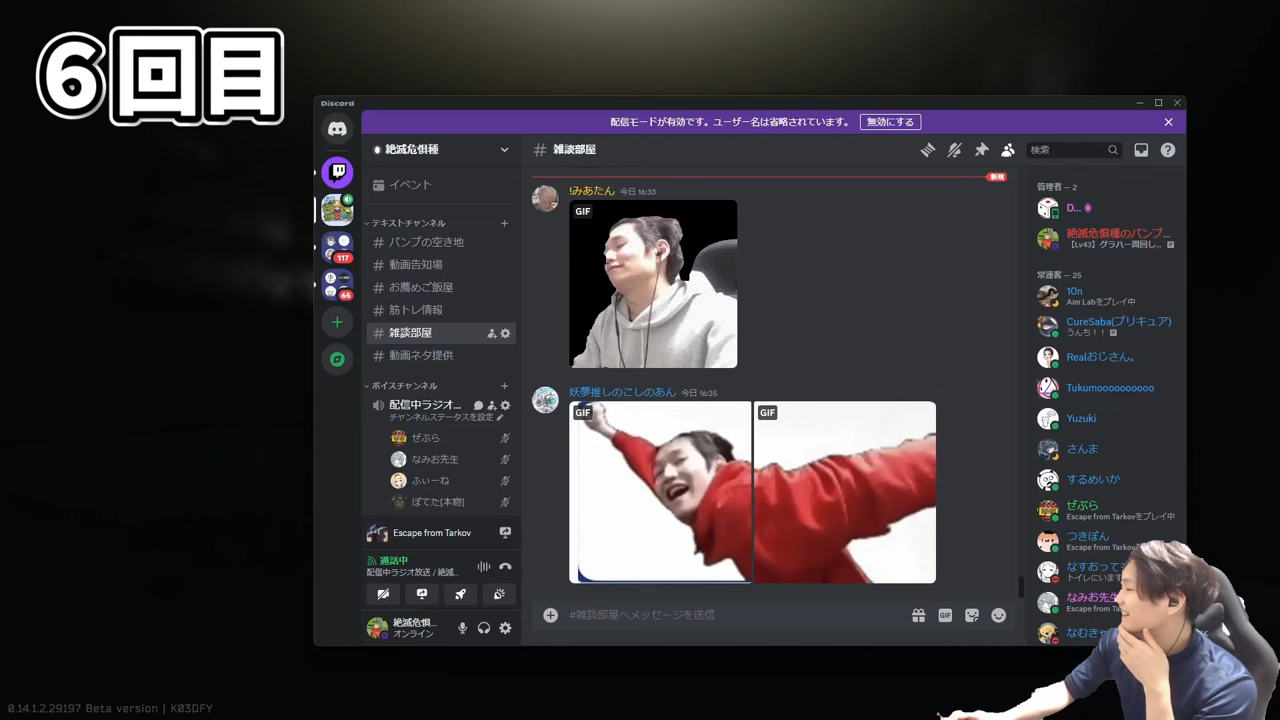 6回目
Discord
配信モードが有効です。ユーザー名は省略されています。 無効にする
絶滅危惧種
雑談部屋
検索
イベント
テキストチャンネル
バンプの空き地
動画告知場
お薦めご飯屋
筋トレ情報
雑談部屋
動画ネタ提供
ボイスチャンネル
配信中ラジオ...
チャンネルステータスを設定
ぜぶら
なみお先生
ふぃーね
ぽてた[本物]
Escape from Tarkov
通話中
配信中ラジオ放送 / 絶滅...
絶滅危惧...
オンライン
117
65
新規
!みあたん 今日 16:33
GIF
妖夢推しのこしのあん 今日 16:35
GIF
GIF
#雑談部屋へメッセージを送信
GIF
管理者 – 2
D...
絶滅危惧種のバンプ...
【Lv43】グラハー周回し...
常連客 – 25
10n
Aim Labをプレイ中
CureSaba(プリキュア)
うんち！！
Realおじさん。
Tukumoooooooooo
Yuzuki
さんま
するめいか
ぜぶら
Escape from Tarkovをプレイ中
つきぽん
Escape from Tarkov
なすおって
トイレにいます
なみお先生
Escape from Ta
なむきゃ
0.14.1.2.29197 Beta version | K03DFY